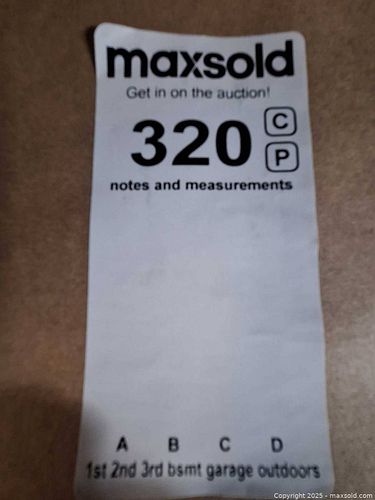 maxsold
Get in on the auction!
320 C
P
notes and measurements
A B C D
1st 2nd 3rd bsmt garage outdoors
Copyright 2025 - maxsold.com